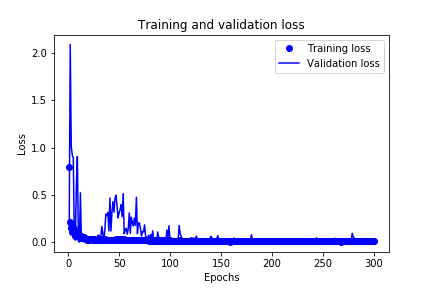 Training and validation loss
Training loss
Validation loss
2.0
1.5
1.0
0.5
0.0
Loss
0 50 100 150 200 250 300
Epochs